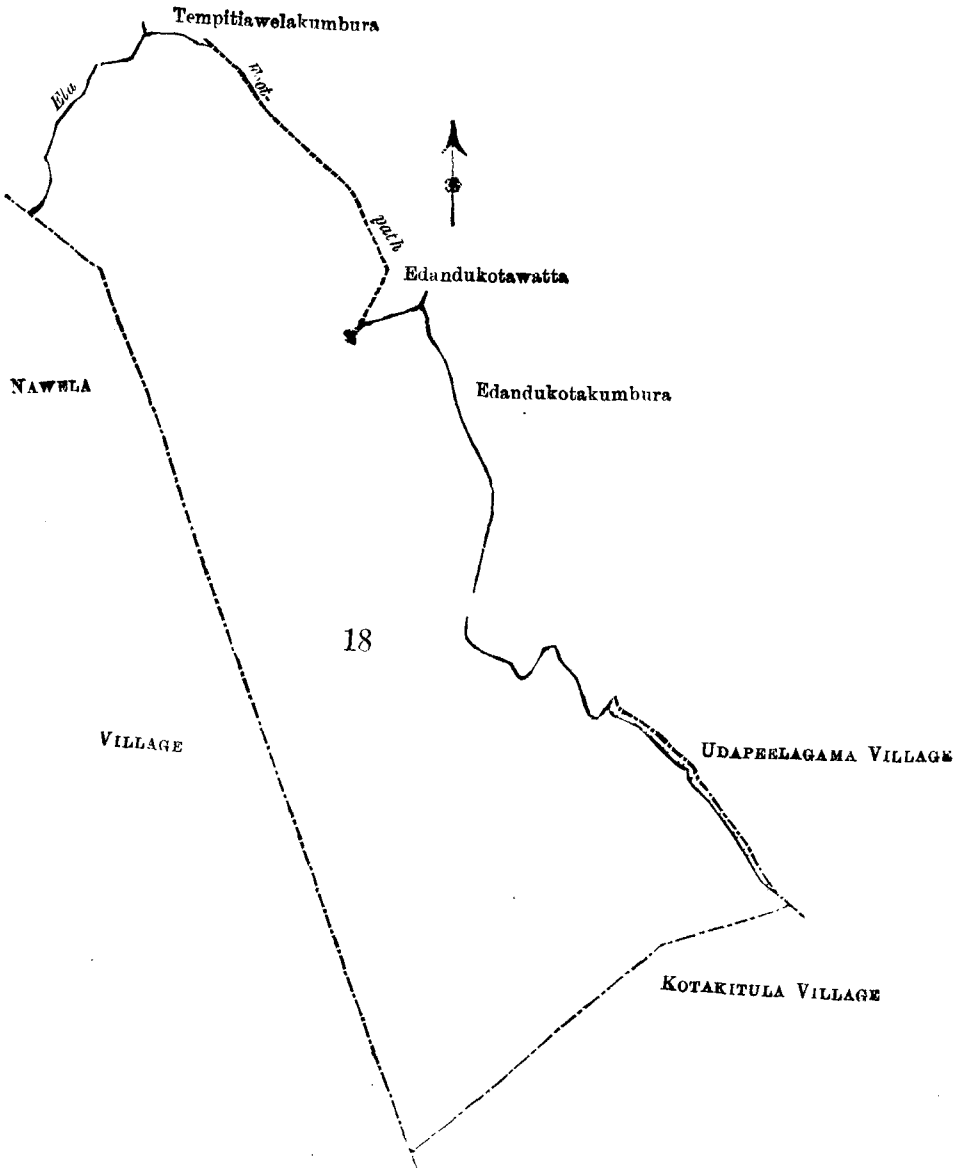 Tempitiawelakumbura
Ela
Foot-
path
Edandukotawatta
NAWELA
Edandukotakumbura
18
VILLAGE
UDAPEELAGAMA VILLAGE
KOTAKITULA VILLAGE